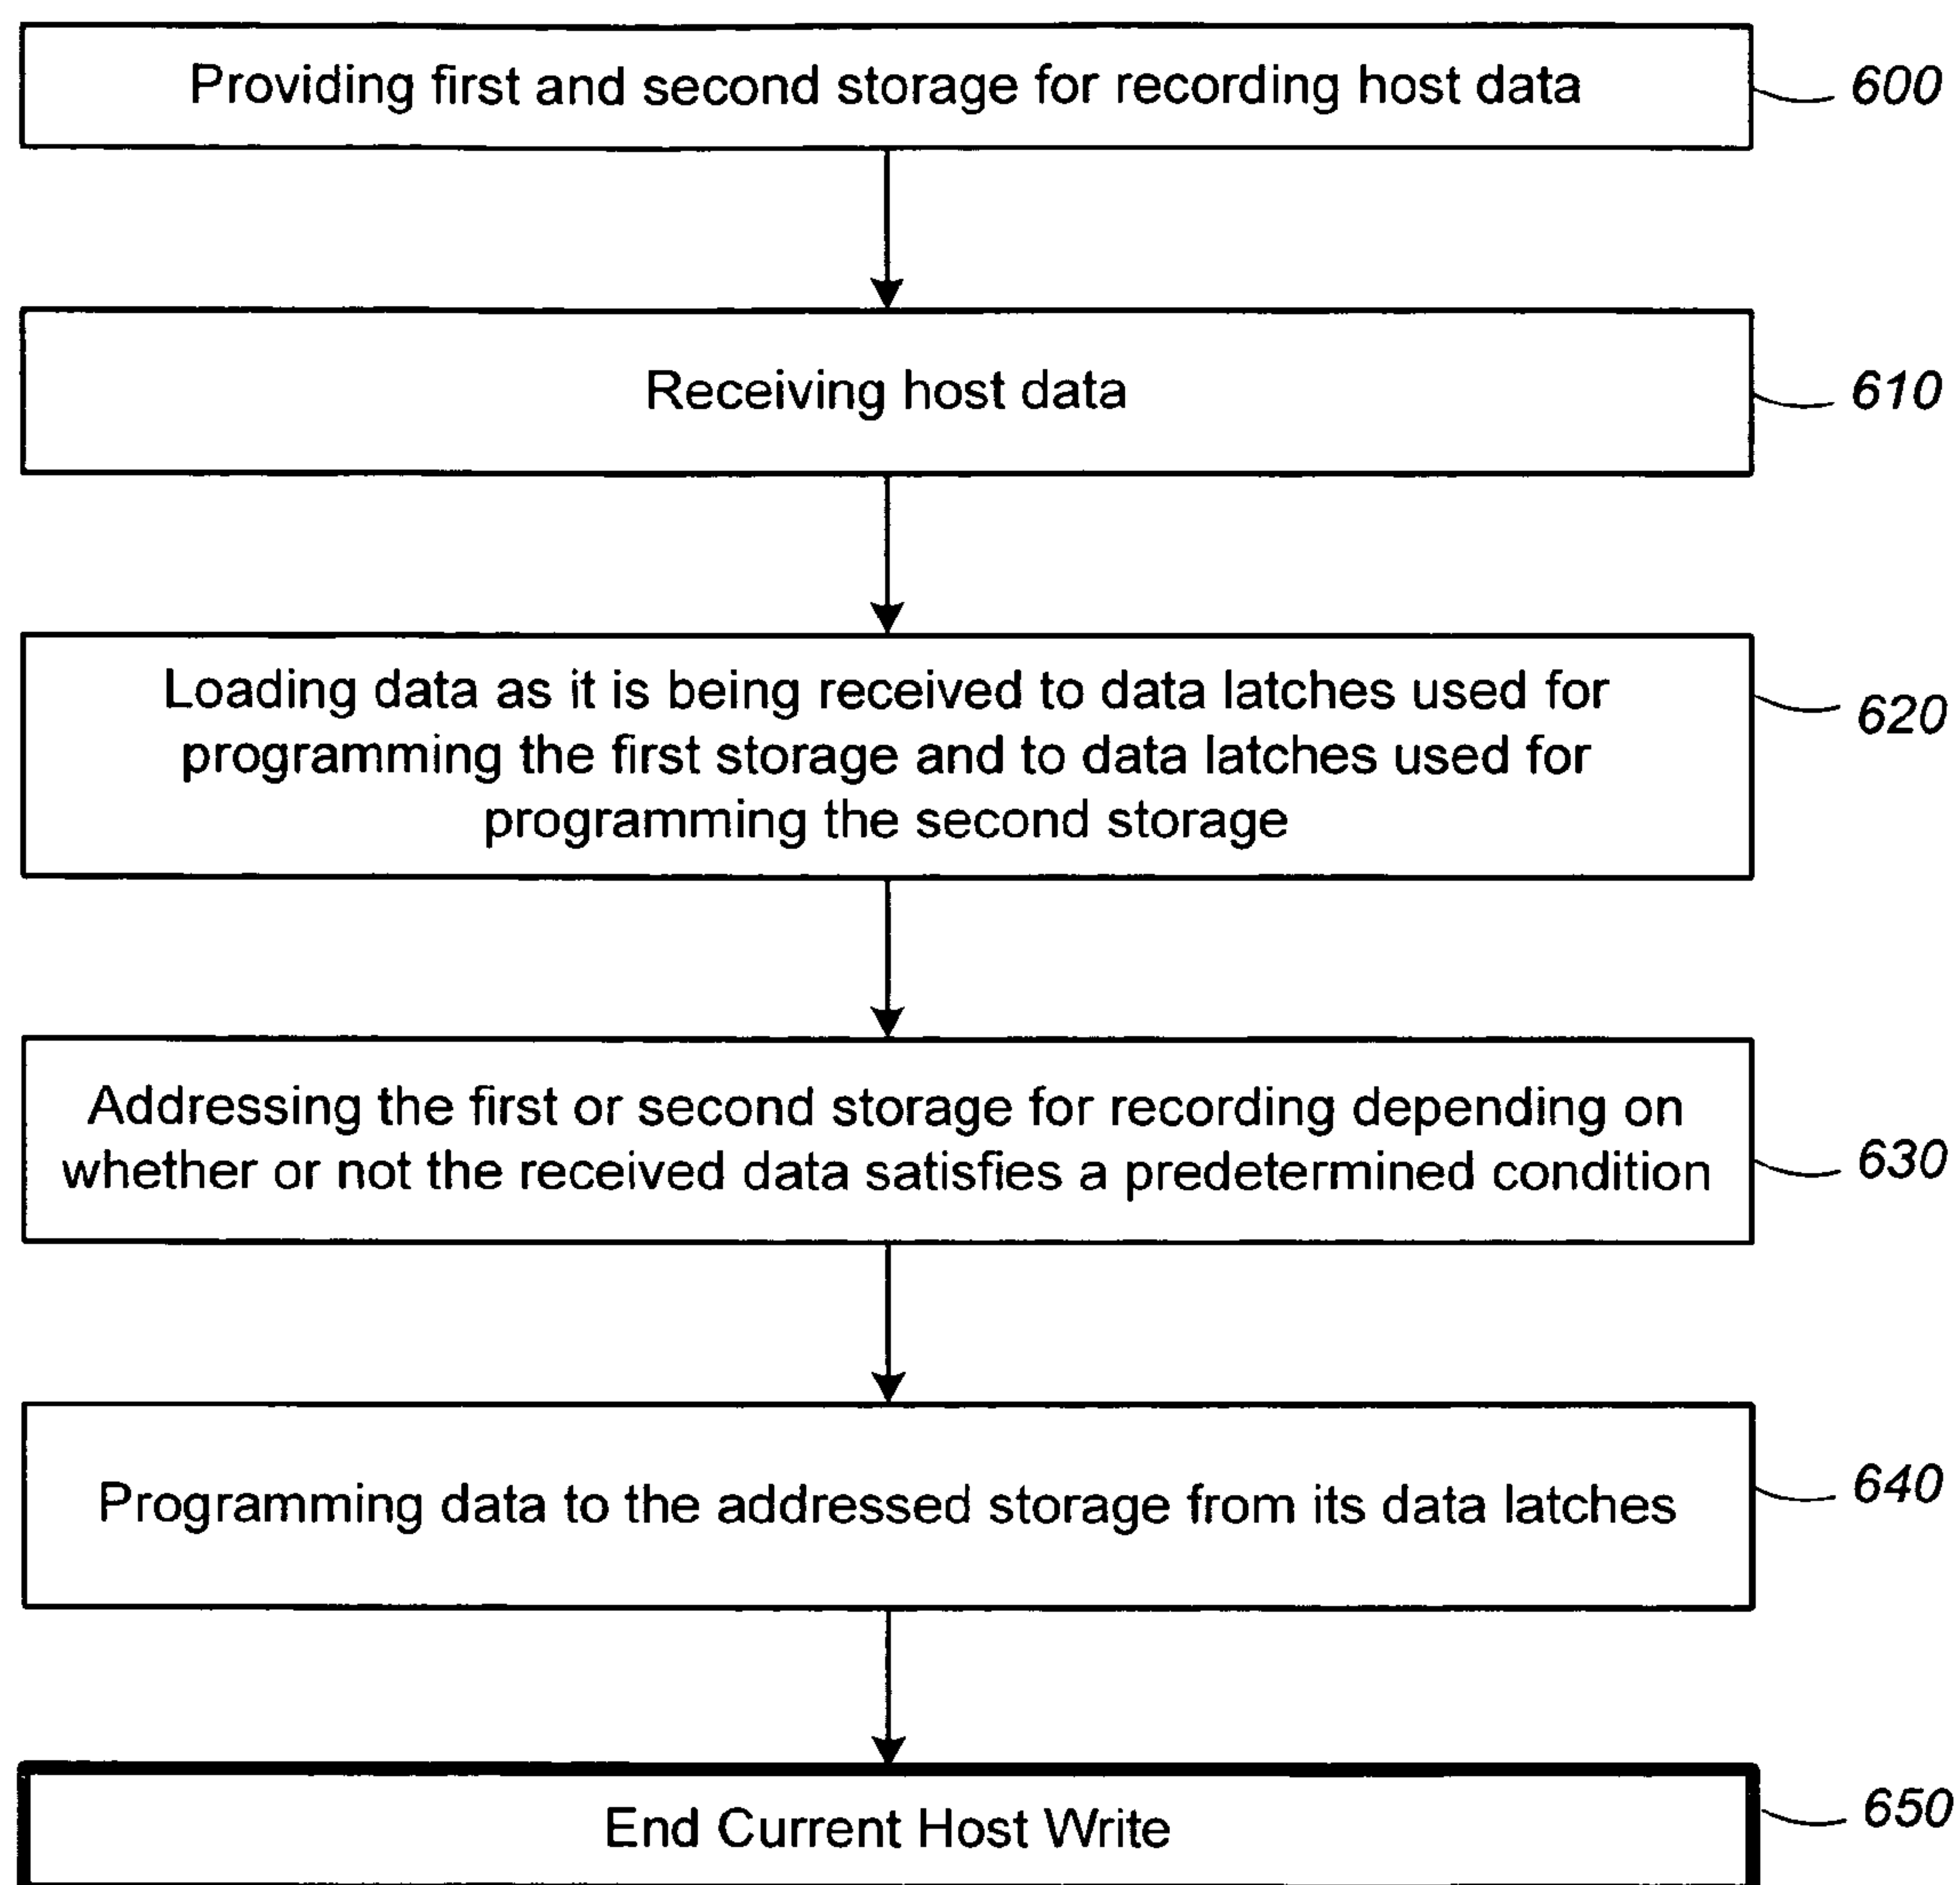 Providing first and second storage for recording host data
600
Receiving host data
610
Loading data as it is being received to data latches used for
programming the first storage and to data latches used for
programming the second storage
620
Addressing the first or second storage for recording depending on
whether or not the received data satisfies a predetermined condition
630
Programming data to the addressed storage from its data latches
640
End Current Host Write
650